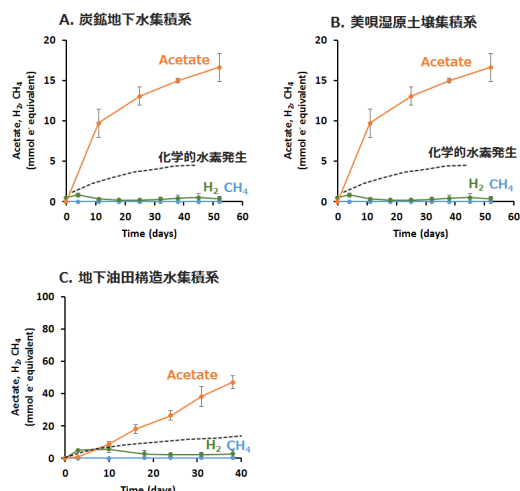 A. 炭鉱地下水集積系
Acetate, H2, CH4
(mmol e- equivalent)
20
15
10
5
0
Acetate
化学的水素発生
H2 CH4
0 10 20 30 40 50 60
Time (days)
B. 美唄湿原土壌集積系
Acetate, H2, CH4
(mmol e- equivalent)
20
15
10
5
0
Acetate
化学的水素発生
H2 CH4
0 10 20 30 40 50 60
Time (days)
C. 地下油田構造水集積系
Aectate, H2, CH4
(mmol e- equivalent)
100
80
60
40
20
0
Acetate
H2 CH4
0 10 20 30 40
Time (days)